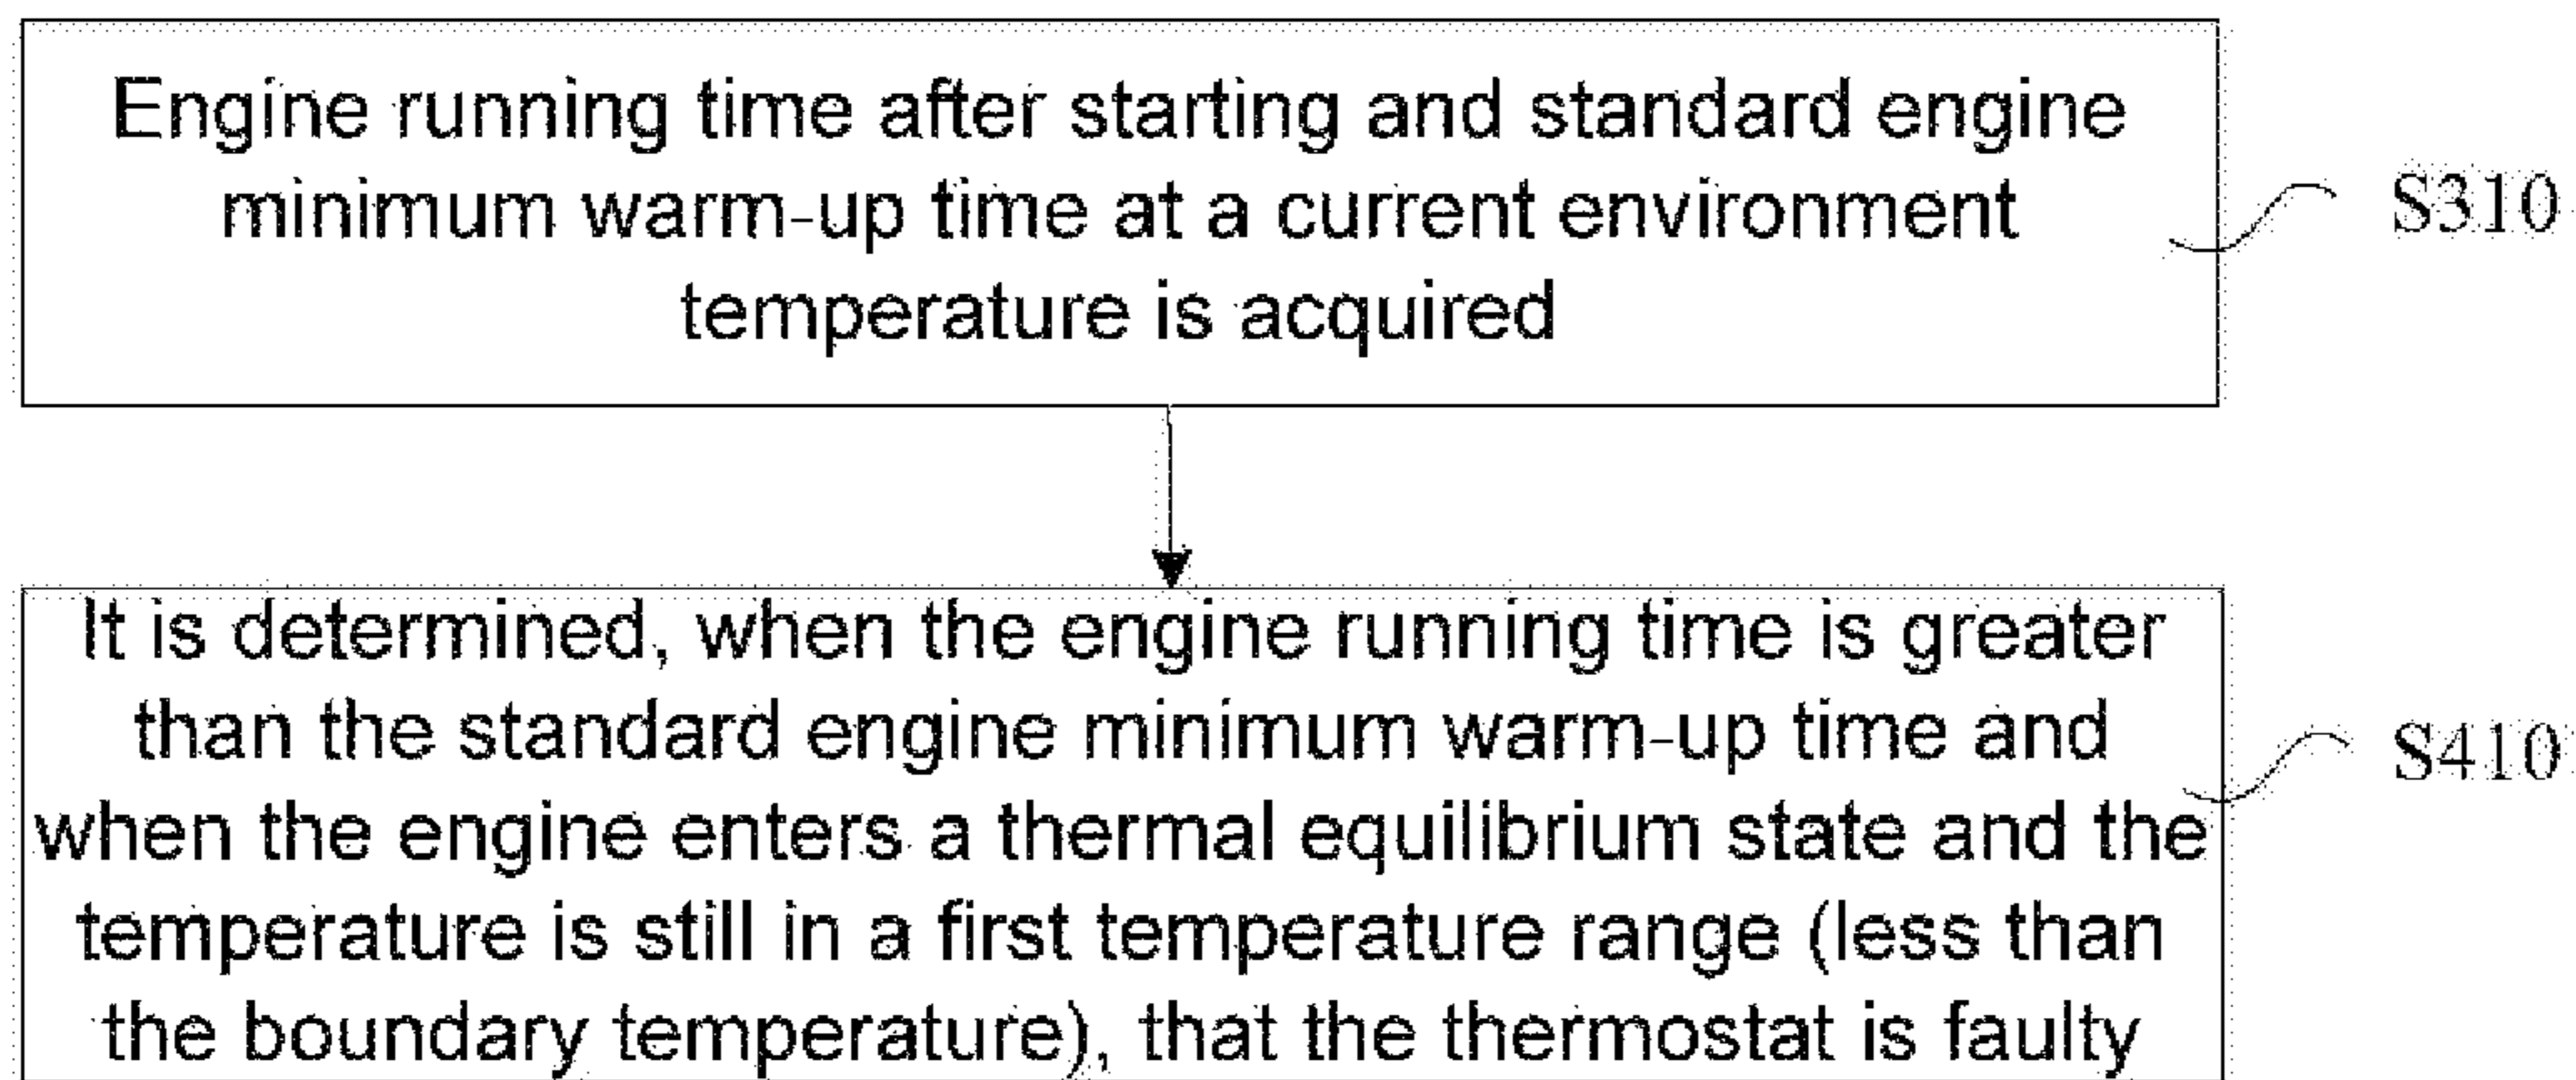 Engine running time after starting and standard engine
minimum warm-up time at a current environment
temperature is acquired
S310
It is determined, when the engine running time is greater
than the standard engine minimum warm-up time and
when the engine enters a thermal equilibrium state and the
temperature is still in a first temperature range (less than
the boundary temperature), that the thermostat is faulty
S410